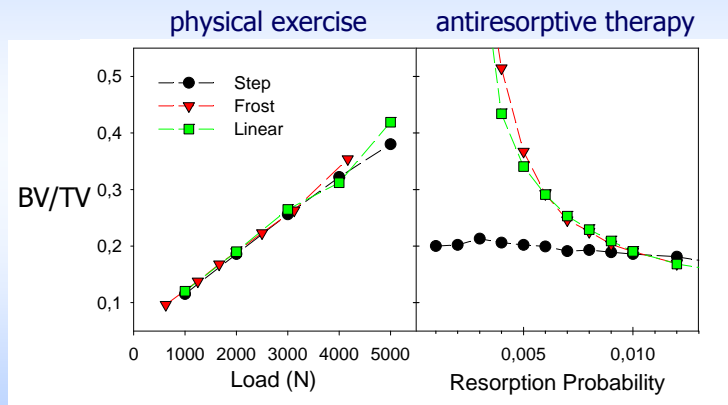 physical exercise antiresorptive therapy
0,5
0,4
0,3
0,2
0,1
BV/TV
Step
Frost
Linear
0 1000 2000 3000 4000 5000 0,005 0,010
Load (N) Resorption Probability